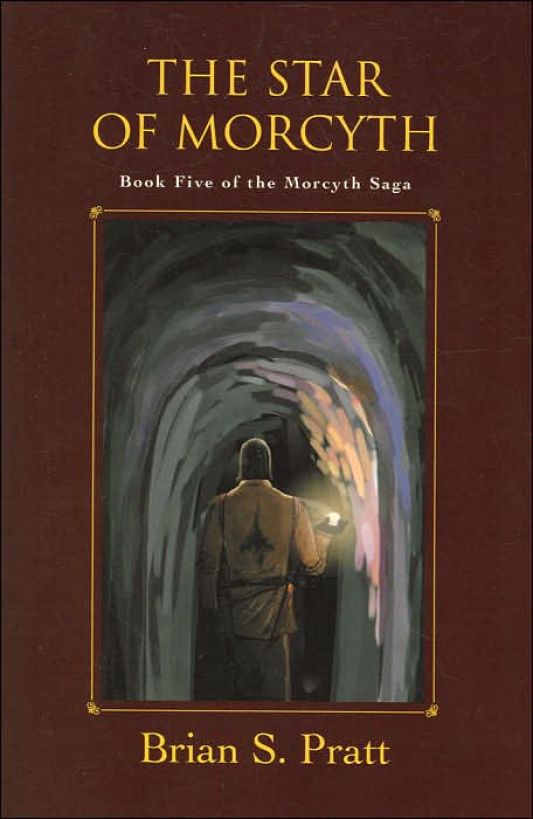 THE STAR
OF MORCYTH
Book Five of the Morcyth Saga
Brian S. Pratt